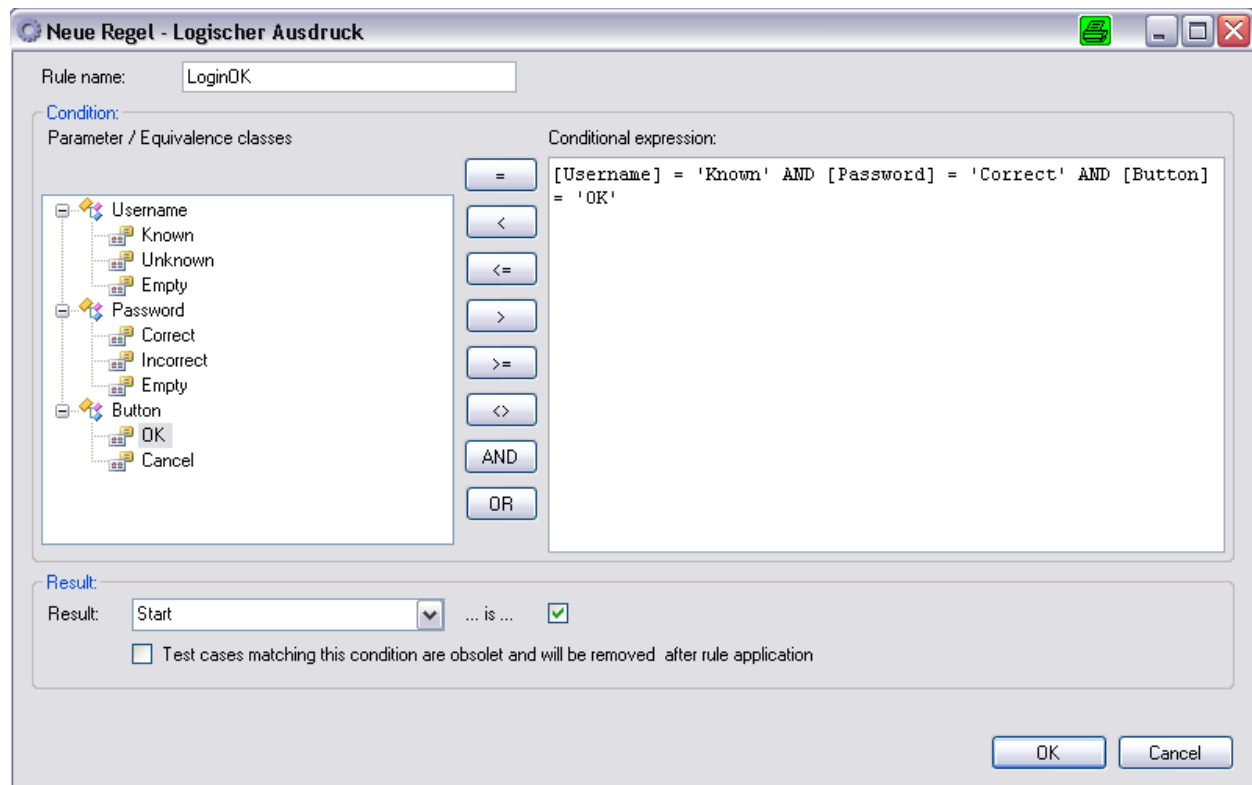 Neue Regel - Logischer Ausdruck
Rule name: LoginOK
Condition:
Parameter / Equivalence classes
Conditional expression:
=
<
<=
>
>=
<>
AND
OR
Username
Known
Unknown
Empty
Password
Correct
Incorrect
Empty
Button
OK
Cancel
[Username] = 'Known' AND [Password] = 'Correct' AND [Button]
= 'OK'
Result:
Result: Start ... is ...
Test cases matching this condition are obsolet and will be removed after rule application
OK Cancel